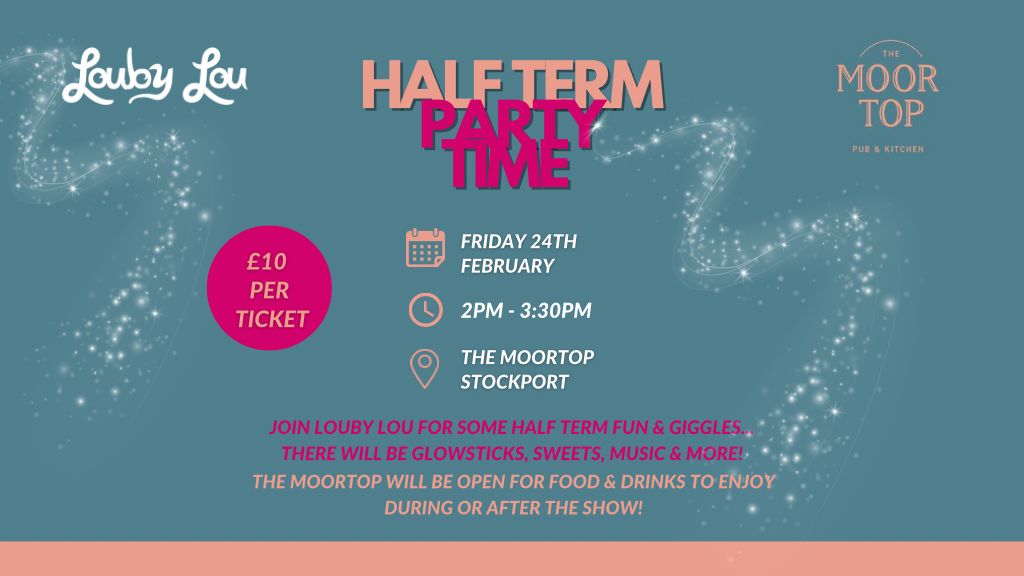 Louby Lou
HALF TERM
PARTY
TIME
THE
MOOR
TOP
PUB & KITCHEN
£10
PER
TICKET
FRIDAY 24TH
FEBRUARY
2PM - 3:30PM
THE MOORTOP
STOCKPORT
JOIN LOUBY LOU FOR SOME HALF TERM FUN & GIGGLES...
THERE WILL BE GLOWSTICKS, SWEETS, MUSIC & MORE!
THE MOORTOP WILL BE OPEN FOR FOOD & DRINKS TO ENJOY
DURING OR AFTER THE SHOW!